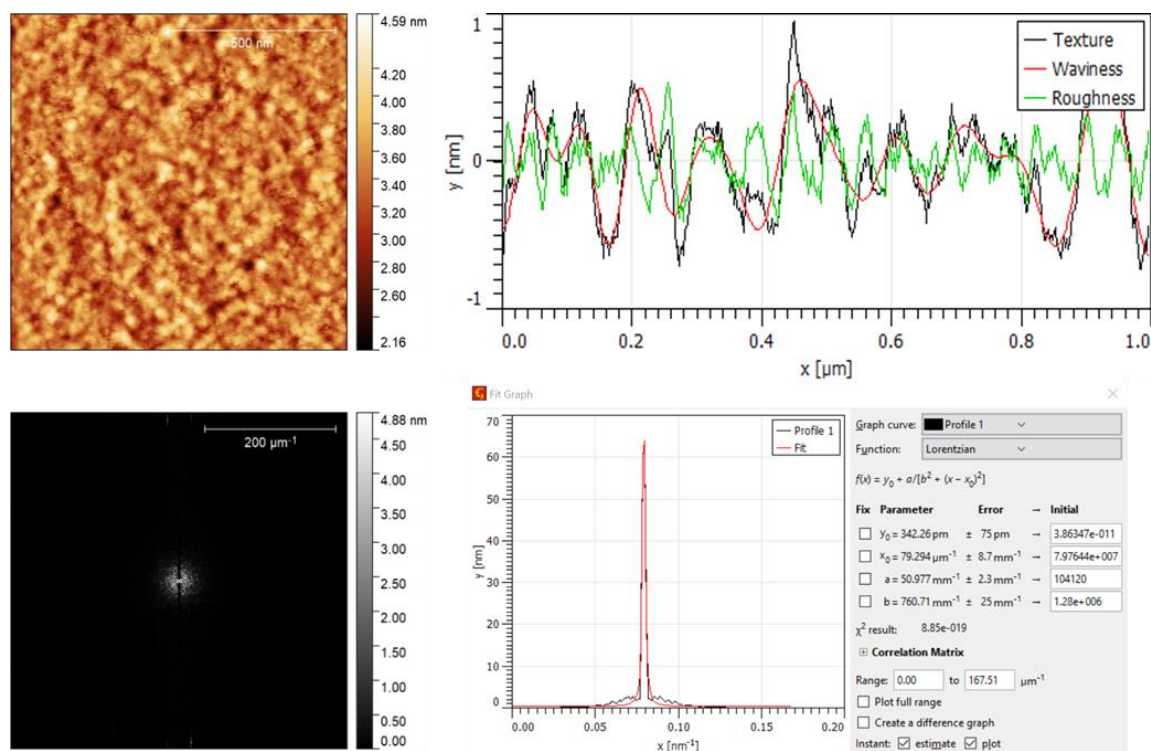 4.59 nm
500 nm
4.20
4.00
3.80
3.60
3.40
3.20
3.00
2.80
2.60
2.16
1
0
-1
y [nm]
Texture
Waviness
Roughness
0.0
0.2
0.4
0.6
0.8
1.0
x [µm]
4.88 nm
200 µm⁻¹
4.00
3.50
3.00
2.50
2.00
1.50
1.00
0.50
0.00
Fit Graph
60
50
40
30
20
10
0
y [nm]
Profile 1
Fit
0.00
0.05
0.10
0.15
0.20
x [nm⁻¹]
Graph curve: Profile 1
Function: Lorentzian
f(x) = y₀ + a/[b² + (x − x₀)²]
Fix Parameter Error → Initial
y₀ = 342.26 pm ± 75 pm → 3.86347e-011
x₀ = 79.294 µm⁻¹ ± 8.7 mm⁻¹ → 7.97644e+007
a = 50.977 mm⁻¹ ± 2.3 mm⁻¹ → 104120
b = 760.71 mm⁻¹ ± 25 mm⁻¹ → 1.28e+006
χ² result: 8.85e-019
Correlation Matrix
Range: 0.00 to 167.51 µm⁻¹
Plot full range
Create a difference graph
Instant: estimate plot